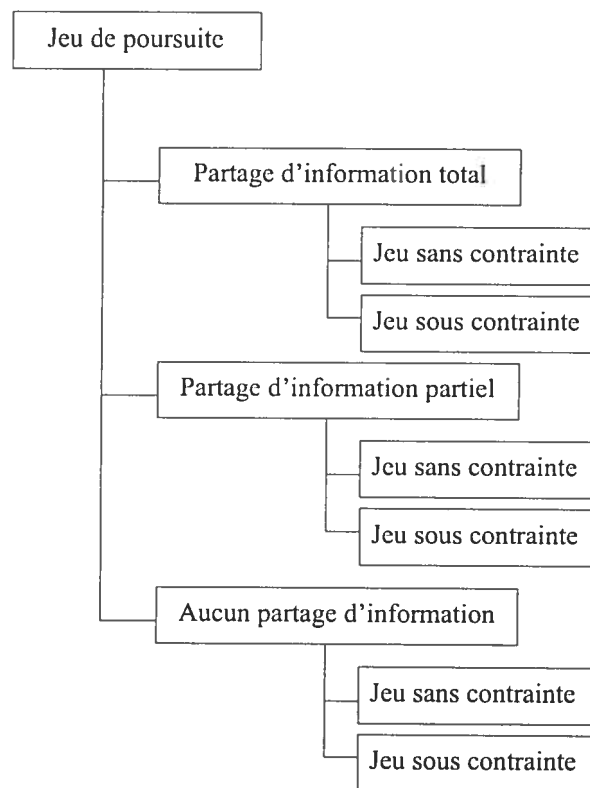 Jeu de poursuite
Partage d'information total
Jeu sans contrainte
Jeu sous contrainte
Partage d'information partiel
Jeu sans contrainte
Jeu sous contrainte
Aucun partage d'information
Jeu sans contrainte
Jeu sous contrainte